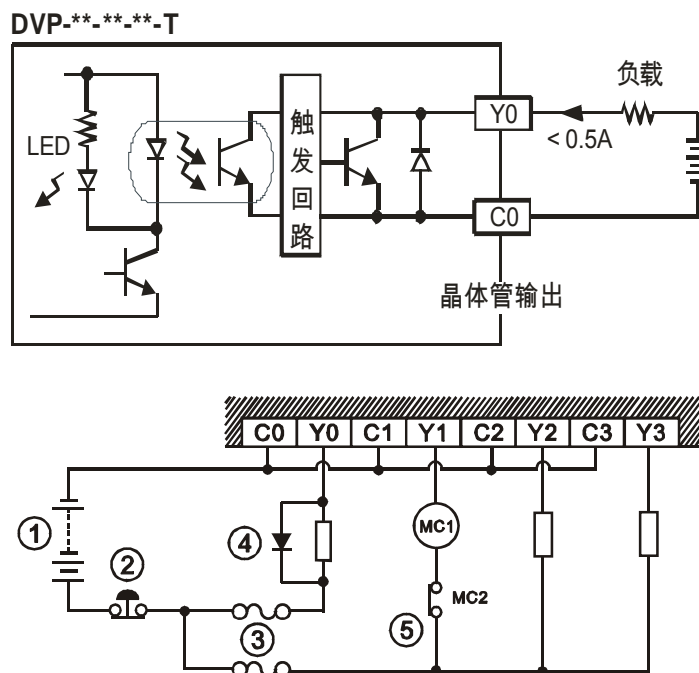 DVP-**-**-**-T
负载
LED
触发回路
Y0
< 0.5A
C0
晶体管输出
C0 Y0 C1 Y1 C2 Y2 C3 Y3
①
②
④
MC1
③
⑤
MC2